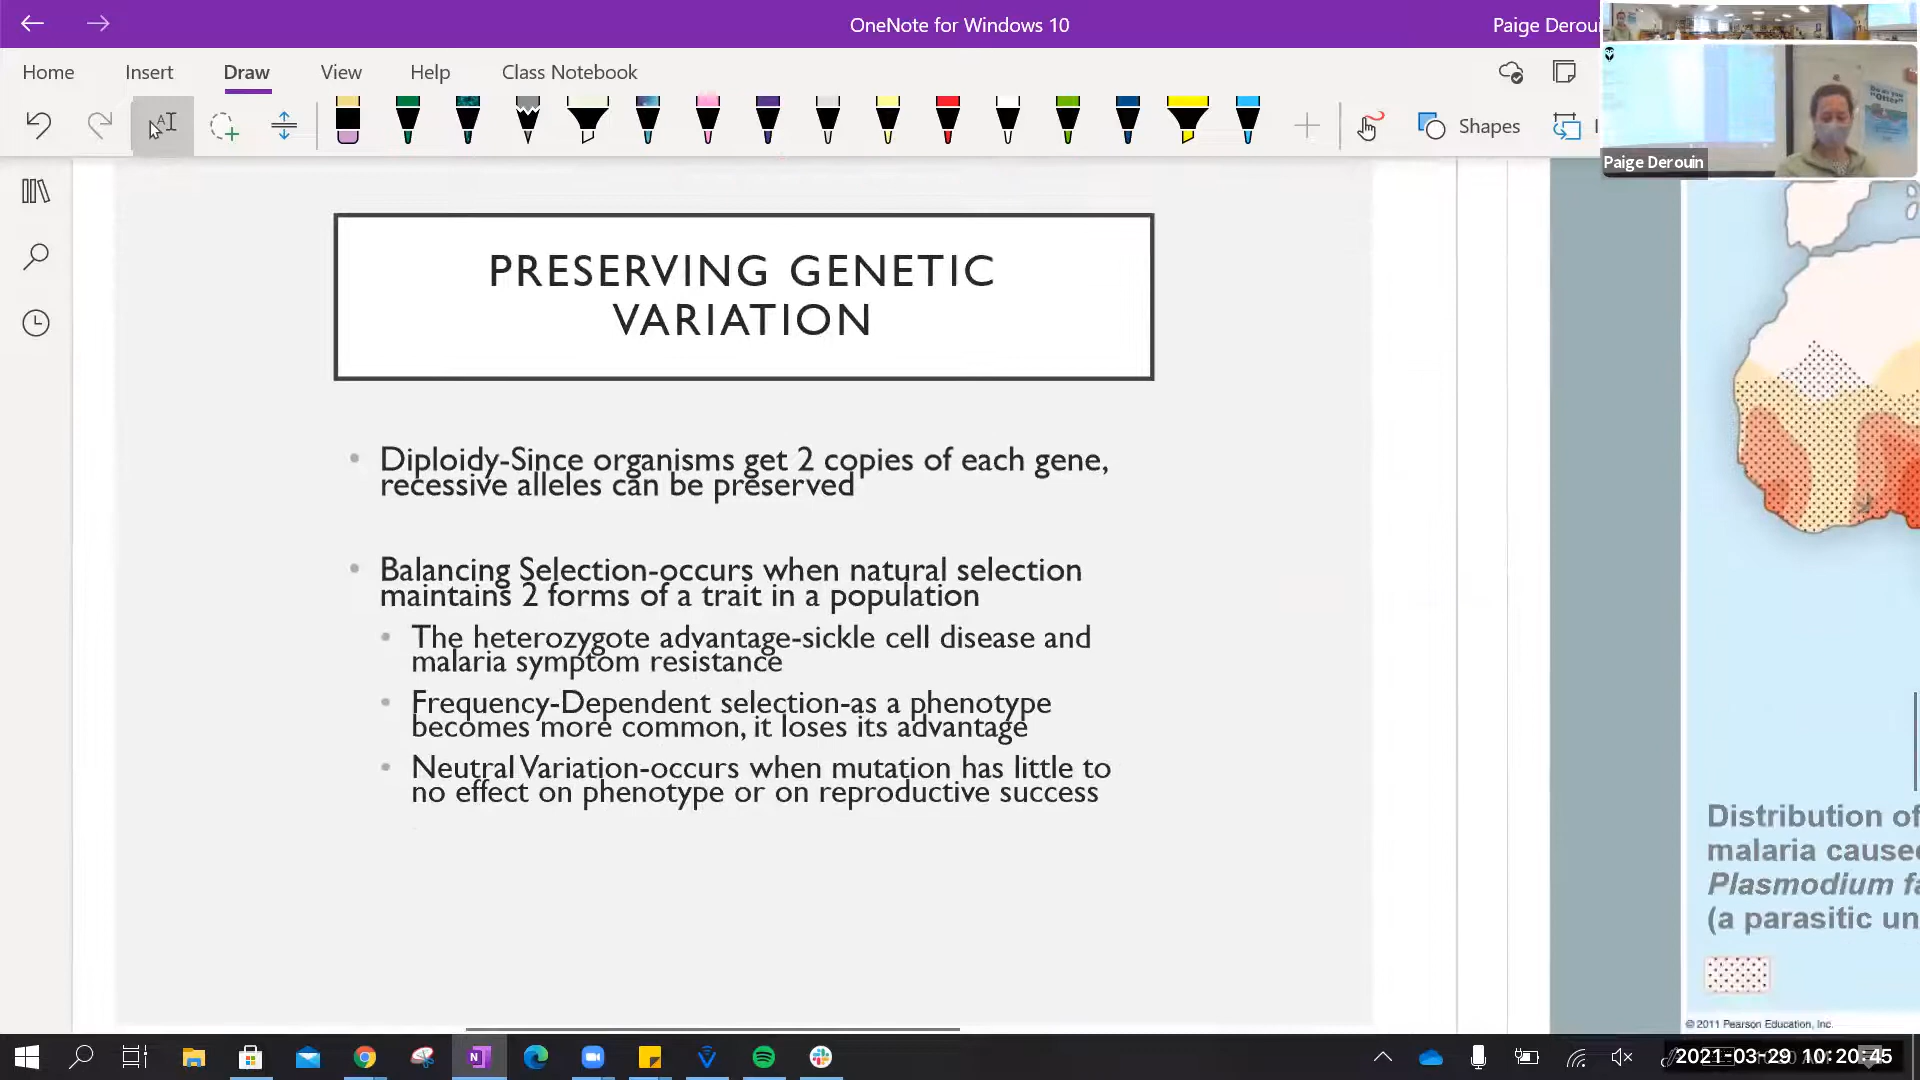 OneNote for Windows 10
Paige Derou
Home Insert Draw View Help Class Notebook
Shapes
Paige Derouin
PRESERVING GENETIC
VARIATION
• Diploidy-Since organisms get 2 copies of each gene,
recessive alleles can be preserved
• Balancing Selection-occurs when natural selection
maintains 2 forms of a trait in a population
• The heterozygote advantage-sickle cell disease and
malaria symptom resistance
• Frequency-Dependent selection-as a phenotype
becomes more common, it loses its advantage
• Neutral Variation-occurs when mutation has little to
no effect on phenotype or on reproductive success
Distribution of
malaria cause
Plasmodium fa
(a parasitic un
© 2011 Pearson Education, Inc.
2021-03-29 10:20:45